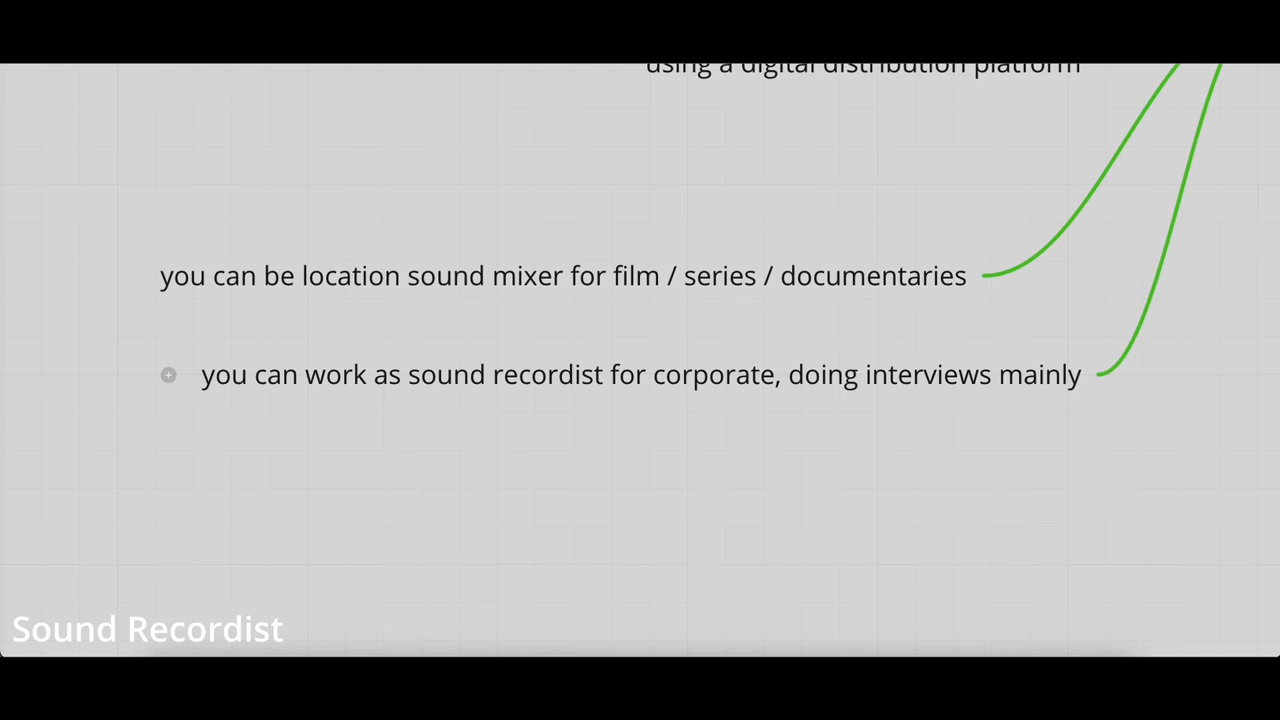 using a digital distribution platform
you can be location sound mixer for film / series / documentaries
you can work as sound recordist for corporate, doing interviews mainly
Sound Recordist